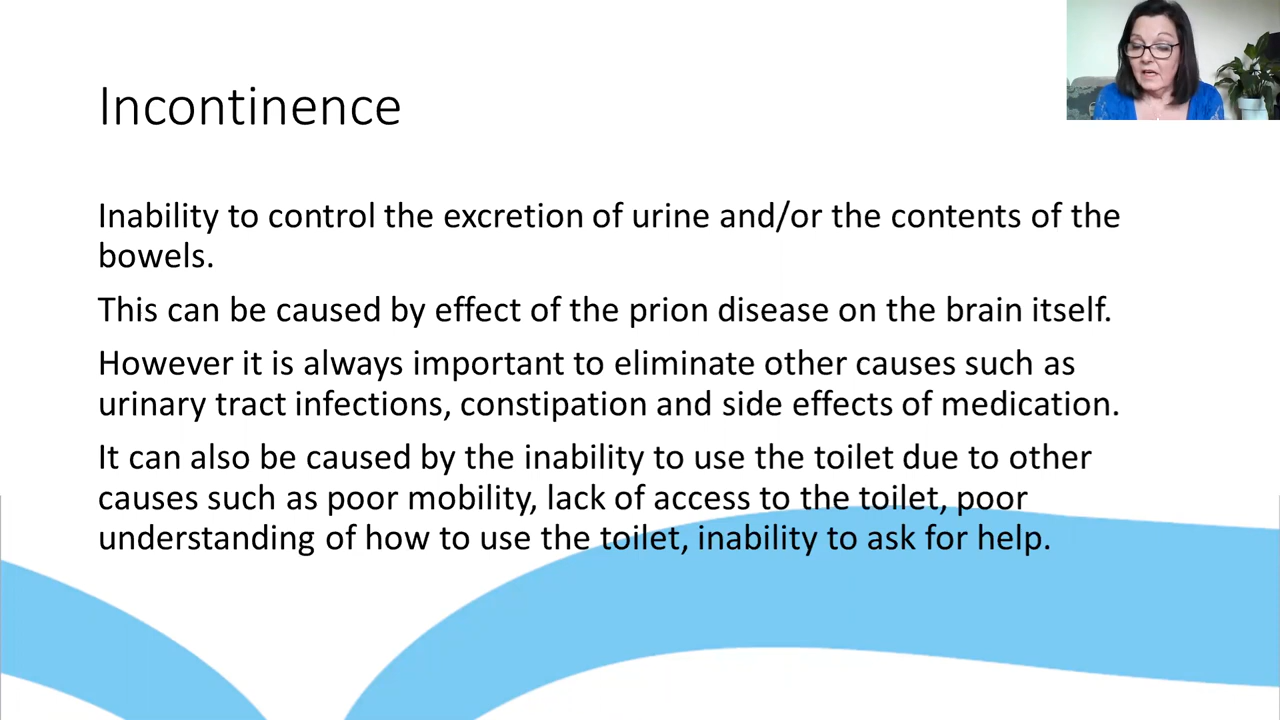 Incontinence
Inability to control the excretion of urine and/or the contents of the
bowels.
This can be caused by effect of the prion disease on the brain itself.
However it is always important to eliminate other causes such as
urinary tract infections, constipation and side effects of medication.
It can also be caused by the inability to use the toilet due to other
causes such as poor mobility, lack of access to the toilet, poor
understanding of how to use the toilet, inability to ask for help.